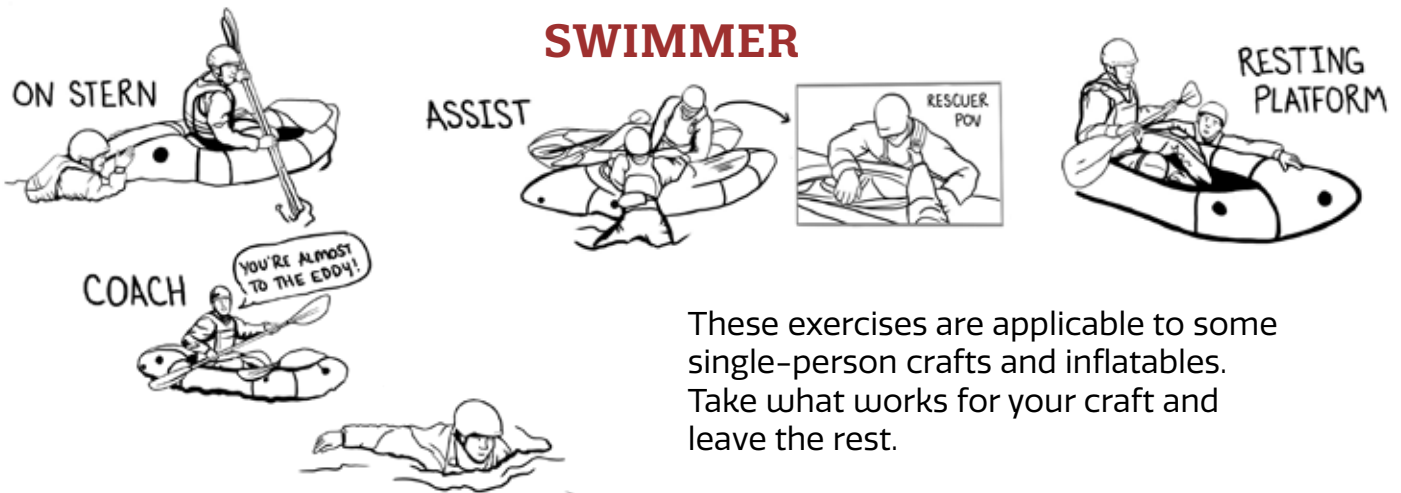 SWIMMER
ON STERN
ASSIST
RESCUER
POV
RESTING
PLATFORM
COACH
YOU'RE ALMOST
TO THE EDDY!
These exercises are applicable to some
single-person crafts and inflatables.
Take what works for your craft and
leave the rest.